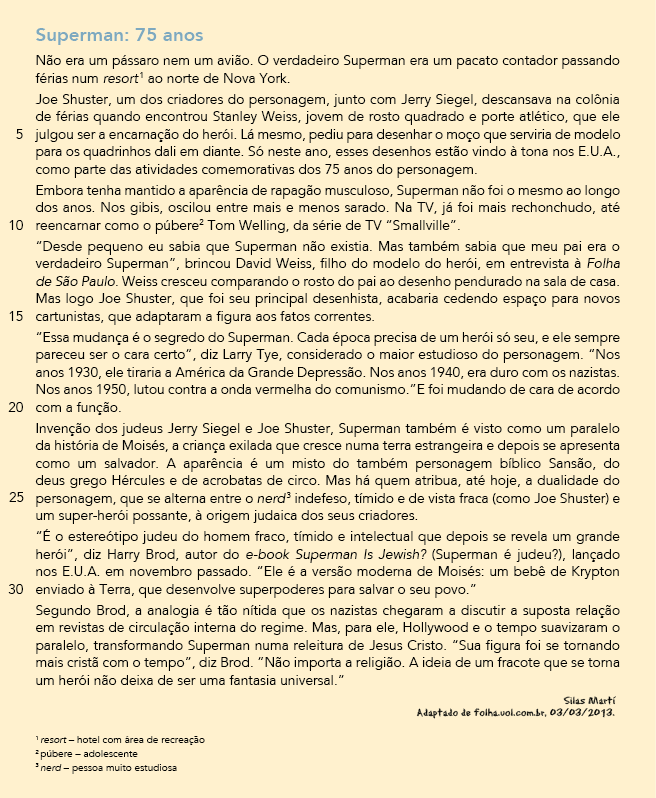 Superman: 75 anos
Não era um pássaro nem um avião. O verdadeiro Superman era um pacato contador passando
férias num resort¹ ao norte de Nova York.
Joe Shuster, um dos criadores do personagem, junto com Jerry Siegel, descansava na colônia
de férias quando encontrou Stanley Weiss, jovem de rosto quadrado e porte atlético, que ele
5 julgou ser a encarnação do herói. Lá mesmo, pediu para desenhar o moço que serviria de modelo
para os quadrinhos dali em diante. Só neste ano, esses desenhos estão vindo à tona nos E.U.A.,
como parte das atividades comemorativas dos 75 anos do personagem.
Embora tenha mantido a aparência de rapagão musculoso, Superman não foi o mesmo ao longo
dos anos. Nos gibis, oscilou entre mais e menos sarado. Na TV, já foi mais rechonchudo, até
10 reencarnar como o púbere² Tom Welling, da série de TV “Smallville”.
“Desde pequeno eu sabia que Superman não existia. Mas também sabia que meu pai era o
verdadeiro Superman”, brincou David Weiss, filho do modelo do herói, em entrevista à Folha
de São Paulo. Weiss cresceu comparando o rosto do pai ao desenho pendurado na sala de casa.
Mas logo Joe Shuster, que foi seu principal desenhista, acabaria cedendo espaço para novos
15 cartunistas, que adaptaram a figura aos fatos correntes.
“Essa mudança é o segredo do Superman. Cada época precisa de um herói só seu, e ele sempre
pareceu ser o cara certo”, diz Larry Tye, considerado o maior estudioso do personagem. “Nos
anos 1930, ele tiraria a América da Grande Depressão. Nos anos 1940, era duro com os nazistas.
Nos anos 1950, lutou contra a onda vermelha do comunismo.”E foi mudando de cara de acordo
20 com a função.
Invenção dos judeus Jerry Siegel e Joe Shuster, Superman também é visto como um paralelo
da história de Moisés, a criança exilada que cresce numa terra estrangeira e depois se apresenta
como um salvador. A aparência é um misto do também personagem bíblico Sansão, do
deus grego Hércules e de acrobatas de circo. Mas há quem atribua, até hoje, a dualidade do
25 personagem, que se alterna entre o nerd³ indefeso, tímido e de vista fraca (como Joe Shuster) e
um super-herói possante, à origem judaica dos seus criadores.
“É o estereótipo judeu do homem fraco, tímido e intelectual que depois se revela um grande
herói”, diz Harry Brod, autor do e-book Superman Is Jewish? (Superman é judeu?), lançado
nos E.U.A. em novembro passado. “Ele é a versão moderna de Moisés: um bebê de Krypton
30 enviado à Terra, que desenvolve superpoderes para salvar o seu povo.”
Segundo Brod, a analogia é tão nítida que os nazistas chegaram a discutir a suposta relação
em revistas de circulação interna do regime. Mas, para ele, Hollywood e o tempo suavizaram o
paralelo, transformando Superman numa releitura de Jesus Cristo. “Sua figura foi se tornando
mais cristã com o tempo”, diz Brod. “Não importa a religião. A ideia de um fracote que se torna
um herói não deixa de ser uma fantasia universal.”
Silas Martí
Adaptado de folha.uol.com.br, 03/03/2013.
¹ resort – hotel com área de recreação
² púbere – adolescente
³ nerd – pessoa muito estudiosa